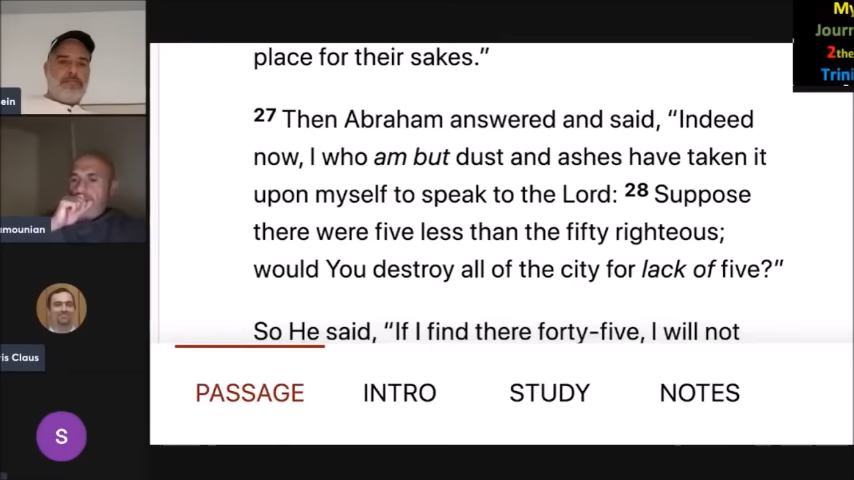 My
Journ
2the
Trini
ein
amounian
is Claus
S
place for their sakes.”
27 Then Abraham answered and said, “Indeed
now, I who am but dust and ashes have taken it
upon myself to speak to the Lord: 28 Suppose
there were five less than the fifty righteous;
would You destroy all of the city for lack of five?”
So He said, “If I find there forty-five, I will not
PASSAGE INTRO STUDY NOTES